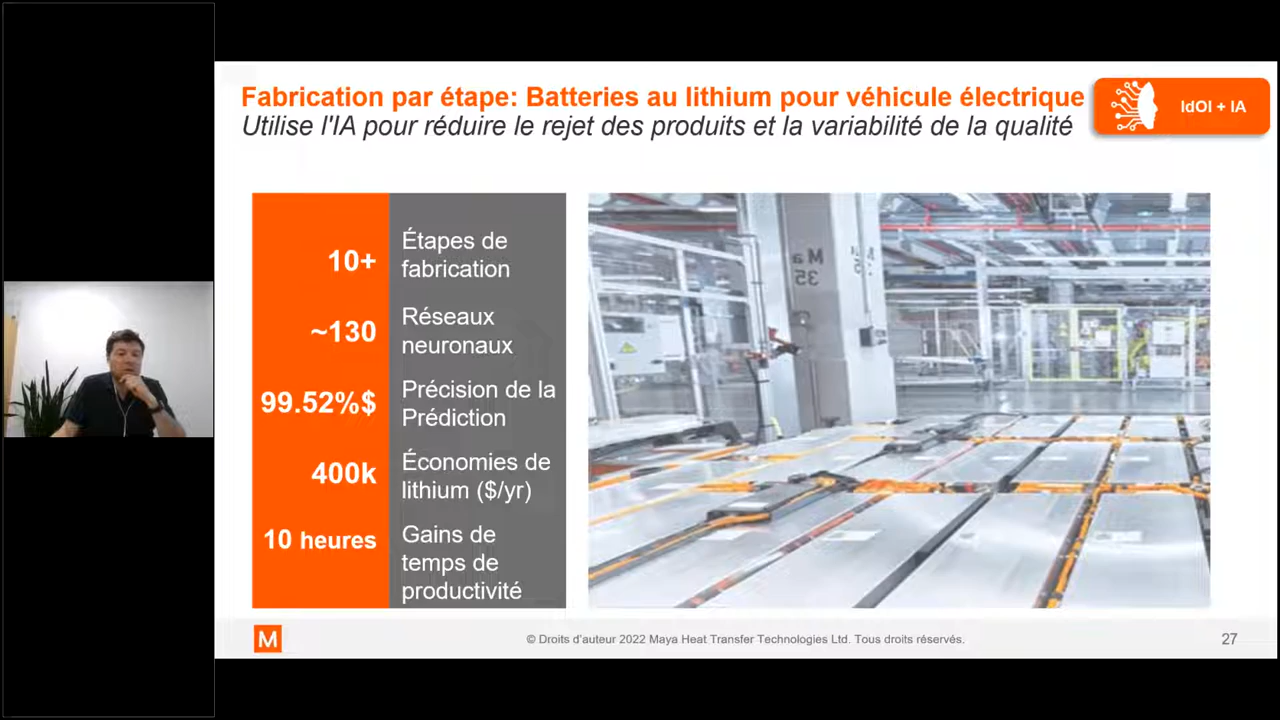 Fabrication par étape: Batteries au lithium pour véhicule électrique
Utilise l'IA pour réduire le rejet des produits et la variabilité de la qualité
IdOI + IA
10+
Étapes de
fabrication
~130
Réseaux
neuronaux
99.52%$
Précision de la
Prédiction
400k
Économies de
lithium ($/yr)
10 heures
Gains de
temps de
productivité
M
© Droits d'auteur 2022 Maya Heat Transfer Technologies Ltd. Tous droits réservés.
27